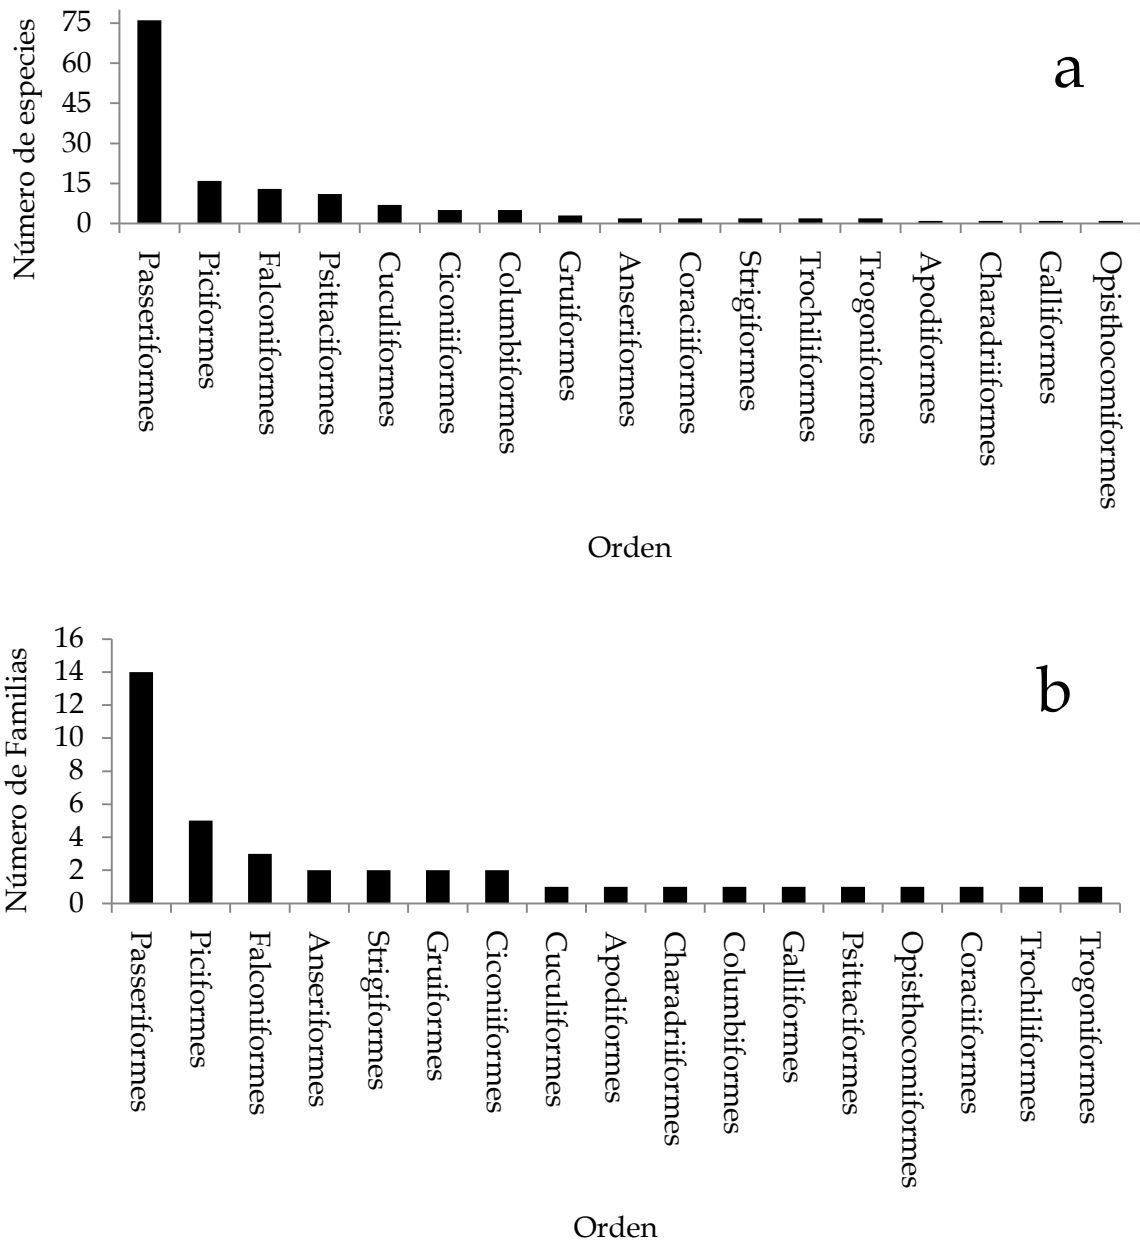 Número de especies
75
60
45
30
15
0
a
Passeriformes
Piciformes
Falconiformes
Psittaciformes
Cuculiformes
Ciconiiformes
Columbiformes
Gruiformes
Anseriformes
Coraciiformes
Strigiformes
Trochiliformes
Trogoniformes
Apodiformes
Charadriiformes
Galliformes
Opisthocomiformes
Orden
Número de Familias
16
14
12
10
8
6
4
2
0
b
Passeriformes
Piciformes
Falconiformes
Anseriformes
Strigiformes
Gruiformes
Ciconiiformes
Cuculiformes
Apodiformes
Charadriiformes
Columbiformes
Galliformes
Psittaciformes
Opisthocomiformes
Coraciiformes
Trochiliformes
Trogoniformes
Orden